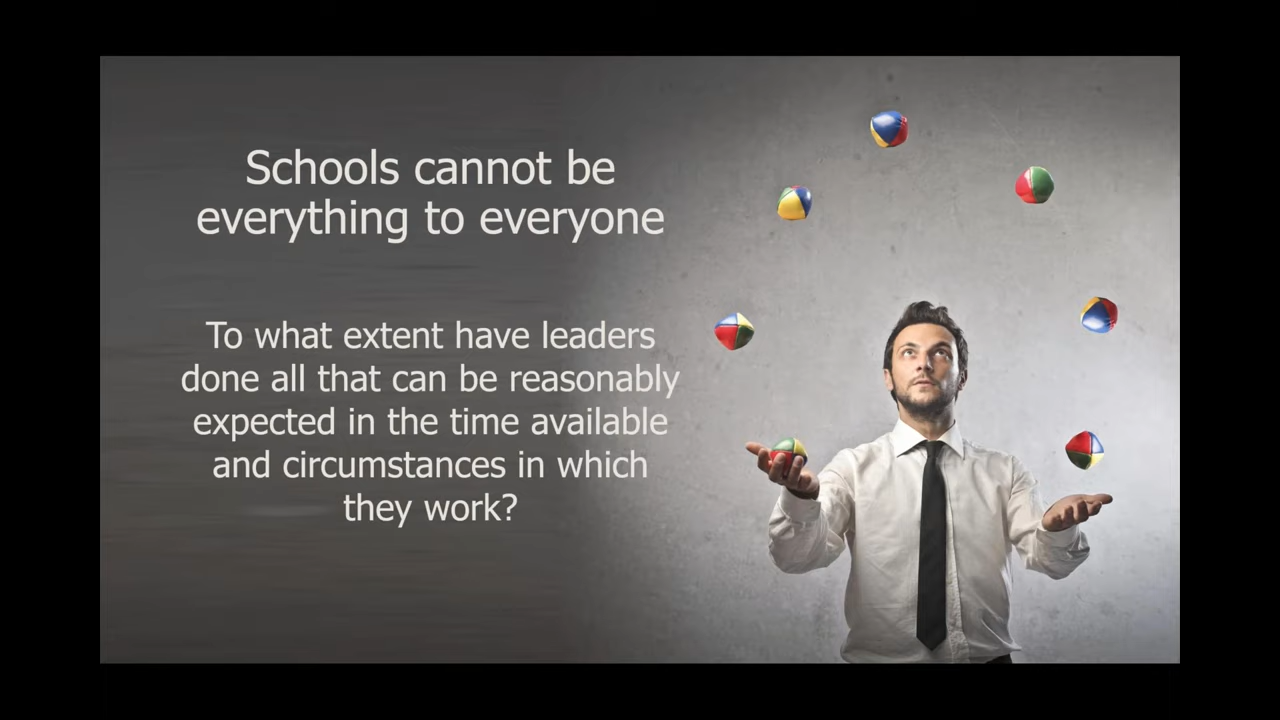 Schools cannot be
everything to everyone
To what extent have leaders
done all that can be reasonably
expected in the time available
and circumstances in which
they work?